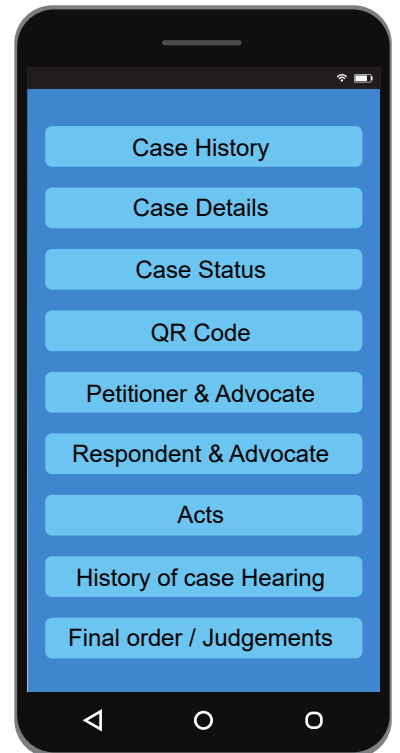 Case History
Case Details
Case Status
QR Code
Petitioner & Advocate
Respondent & Advocate
Acts
History of case Hearing
Final order / Judgements